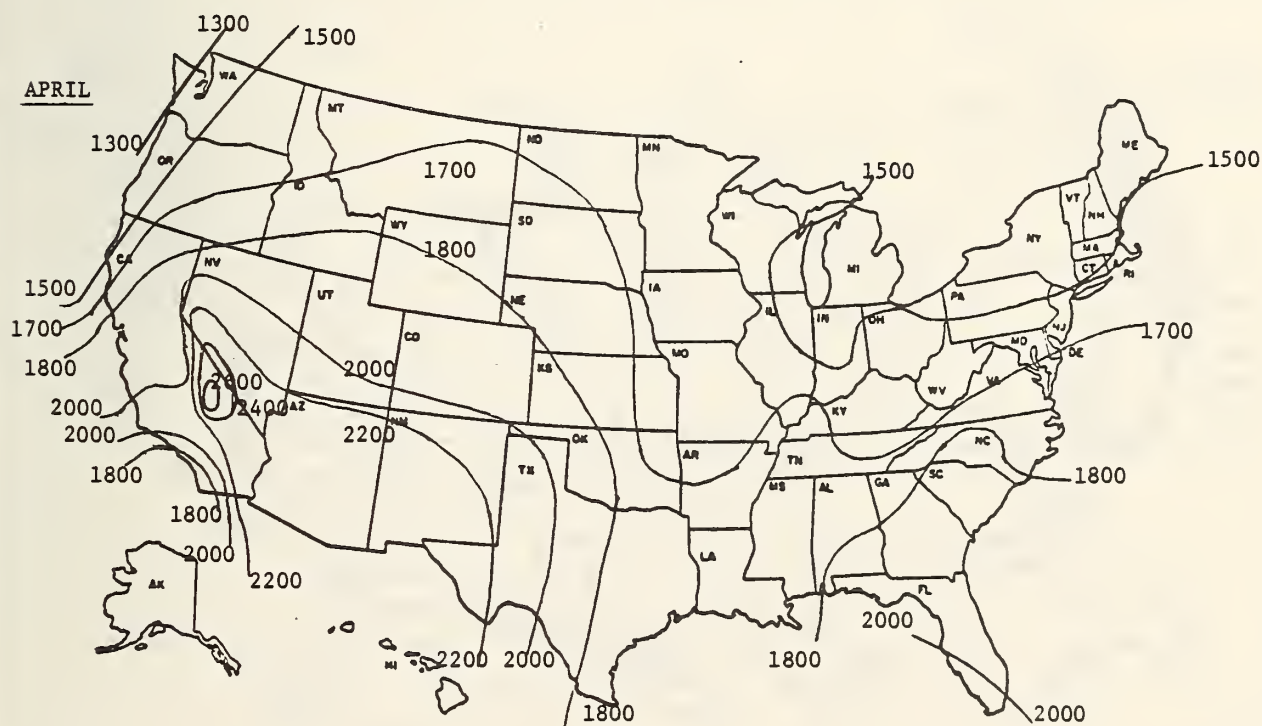 1300
1500
WA
APRIL
MT
1300
ND
MN
ME
OR
1700
1500
1500
ID
VT
WI
NH
SD
WY
NY
1800
MA
CA
MI
CT
RI
NV
1500
IA
PA
UT
NE
1700
IL
IN
OH
NJ
1700
CO
MD
DE
MO
1800
KS
2000
VA
WV
2600
2000
2400
AZ
KY
NM
2000
2200
OK
NC
TN
AR
TX
1800
1800
MS
AL
GA
SC
1800
2000
LA
2200
AK
FL
2000
HI
2200
2000
1800
1800
2000